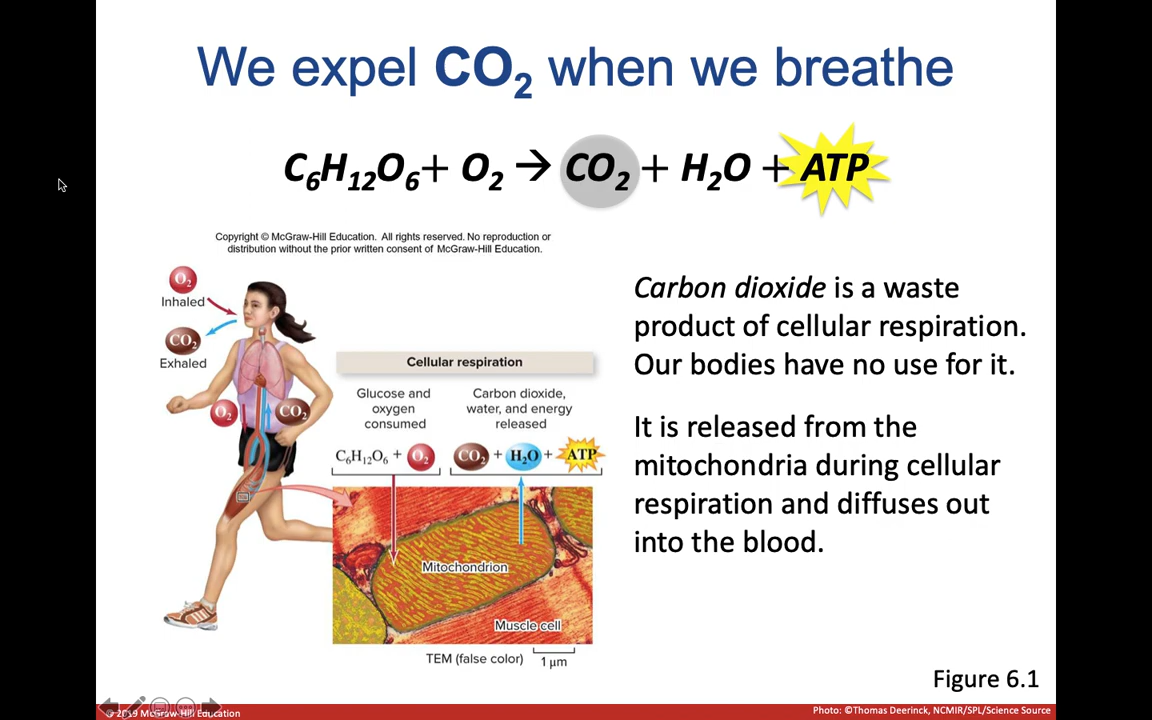 We expel CO₂ when we breathe
C₆H₁₂O₆+ O₂ → CO₂ + H₂O + ATP
Copyright © McGraw-Hill Education. All rights reserved. No reproduction or
distribution without the prior written consent of McGraw-Hill Education.
O₂
Inhaled
CO₂
Exhaled
O₂
CO₂
Cellular respiration
Glucose and
oxygen
consumed
Carbon dioxide,
water, and energy
released
C₆H₁₂O₆ + O₂
CO₂ + H₂O + ATP
Mitochondrion
Muscle cell
TEM (false color)
1 µm
Carbon dioxide is a waste
product of cellular respiration.
Our bodies have no use for it.
It is released from the
mitochondria during cellular
respiration and diffuses out
into the blood.
Figure 6.1
© 2019 McGraw-Hill Education
Photo: ©Thomas Deerinck, NCMIR/SPL/Science Source